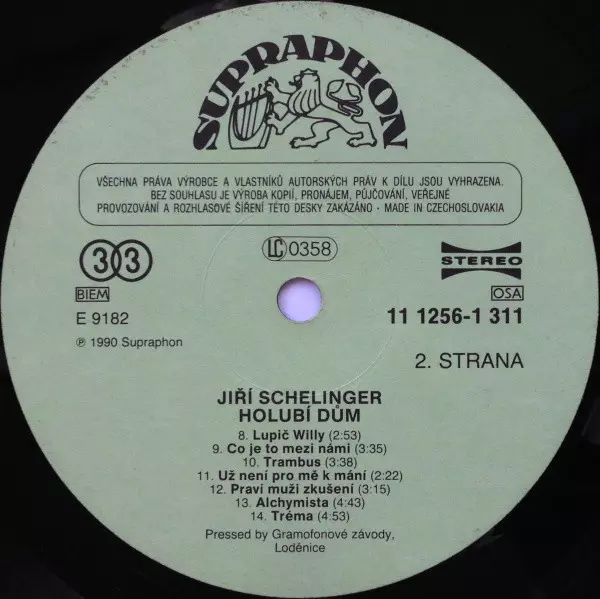 SUPRAPHON
VŠECHNA PRÁVA VÝROBCE A VLASTNÍKŮ AUTORSKÝCH PRÁV K DÍLU JSOU VYHRAZENA.
BEZ SOUHLASU JE VÝROBA KOPIÍ, PRONÁJEM, PŮJČOVÁNÍ, VEŘEJNÉ
PROVOZOVÁNÍ A ROZHLASOVÉ ŠÍŘENÍ TÉTO DESKY ZAKÁZÁNO · MADE IN CZECHOSLOVAKIA
33
LC 0358
STEREO
BIEM
OSA
E 9182
11 1256-1 311
℗ 1990 Supraphon
2. STRANA
JIŘÍ SCHELINGER
HOLUBÍ DŮM
8. Lupič Willy (2:53)
9. Co je to mezi námi (3:35)
10. Trambus (3:38)
11. Už není pro mě k mání (2:22)
12. Praví muži zkušení (3:15)
13. Alchymista (4:43)
14. Tréma (4:53)
Pressed by Gramofonové závody,
Loděnice